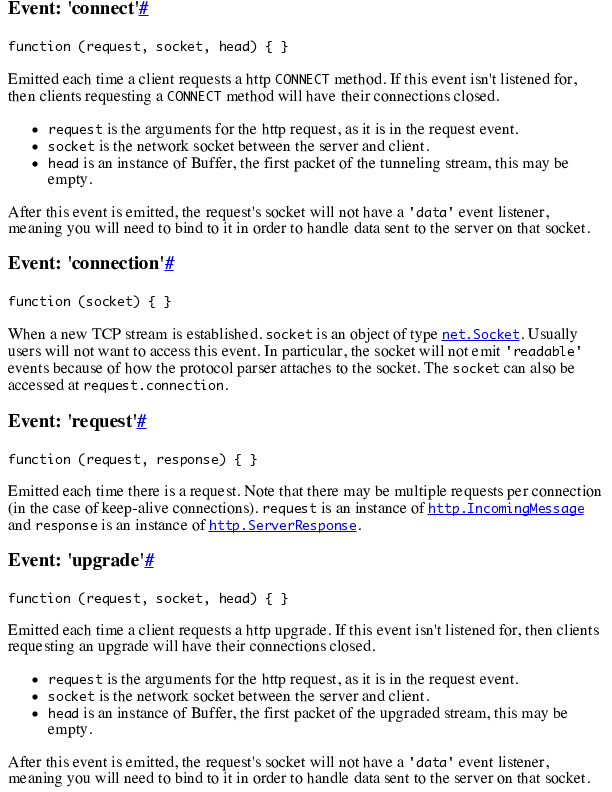 Event: 'connect'#
function (request, socket, head) { }
Emitted each time a client requests a http CONNECT method. If this event isn't listened for,
then clients requesting a CONNECT method will have their connections closed.
• request is the arguments for the http request, as it is in the request event.
• socket is the network socket between the server and client.
• head is an instance of Buffer, the first packet of the tunneling stream, this may be
empty.
After this event is emitted, the request's socket will not have a 'data' event listener,
meaning you will need to bind to it in order to handle data sent to the server on that socket.
Event: 'connection'#
function (socket) { }
When a new TCP stream is established. socket is an object of type net.Socket. Usually
users will not want to access this event. In particular, the socket will not emit 'readable'
events because of how the protocol parser attaches to the socket. The socket can also be
accessed at request.connection.
Event: 'request'#
function (request, response) { }
Emitted each time there is a request. Note that there may be multiple requests per connection
(in the case of keep-alive connections). request is an instance of http.IncomingMessage
and response is an instance of http.ServerResponse.
Event: 'upgrade'#
function (request, socket, head) { }
Emitted each time a client requests a http upgrade. If this event isn't listened for, then clients
requesting an upgrade will have their connections closed.
• request is the arguments for the http request, as it is in the request event.
• socket is the network socket between the server and client.
• head is an instance of Buffer, the first packet of the upgraded stream, this may be
empty.
After this event is emitted, the request's socket will not have a 'data' event listener,
meaning you will need to bind to it in order to handle data sent to the server on that socket.